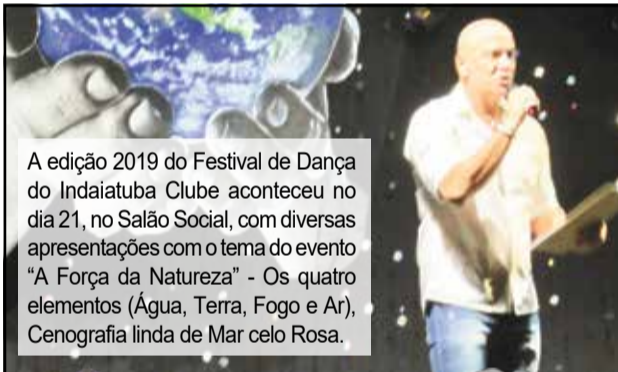 A edição 2019 do Festival de Dança
do Indaiatuba Clube aconteceu no
dia 21, no Salão Social, com diversas
apresentações com o tema do evento
“A Força da Natureza” - Os quatro
elementos (Água, Terra, Fogo e Ar),
Cenografia linda de Mar celo Rosa.